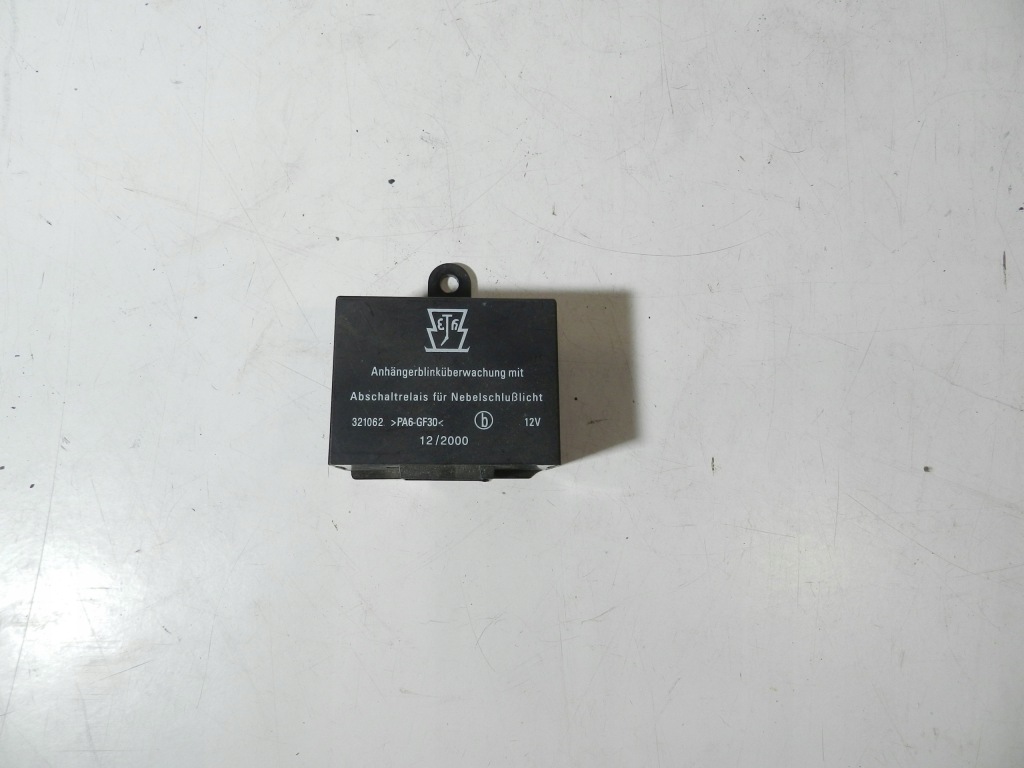 Anhängerblinküberwachung mit
Abschaltrelais für Nebelschlußlicht
321062 >PA6-GF30< b 12V
12/2000